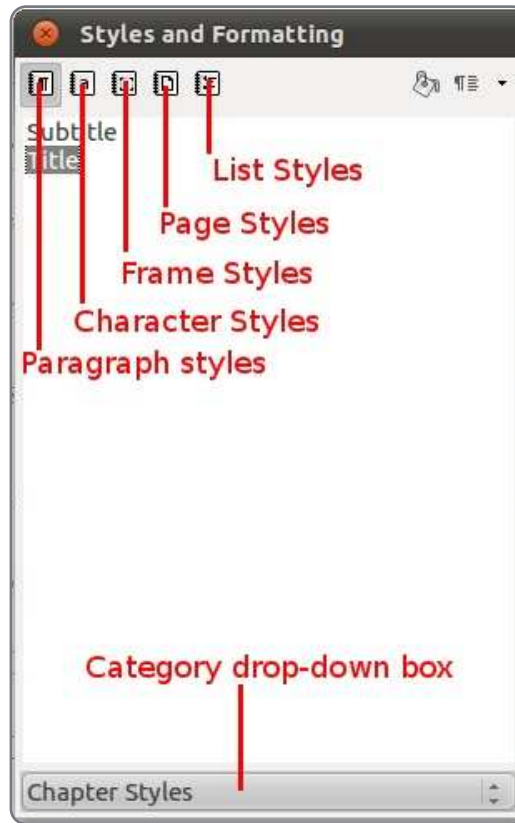 Styles and Formatting
Subtitle
Title
List Styles
Page Styles
Frame Styles
Character Styles
Paragraph styles
Category drop-down box
Chapter Styles